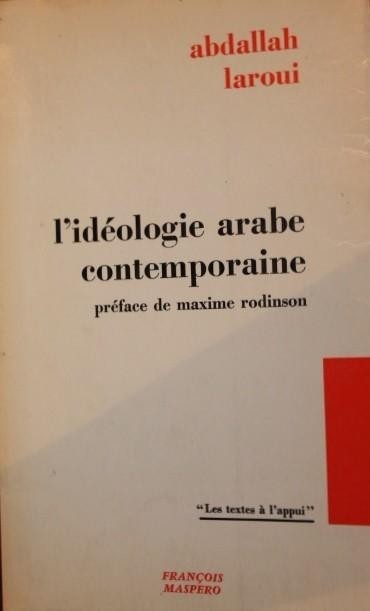 abdallah
laroui
l'idéologie arabe
contemporaine
préface de maxime rodinson
"Les textes à l'appui"
FRANÇOIS
MASPERO